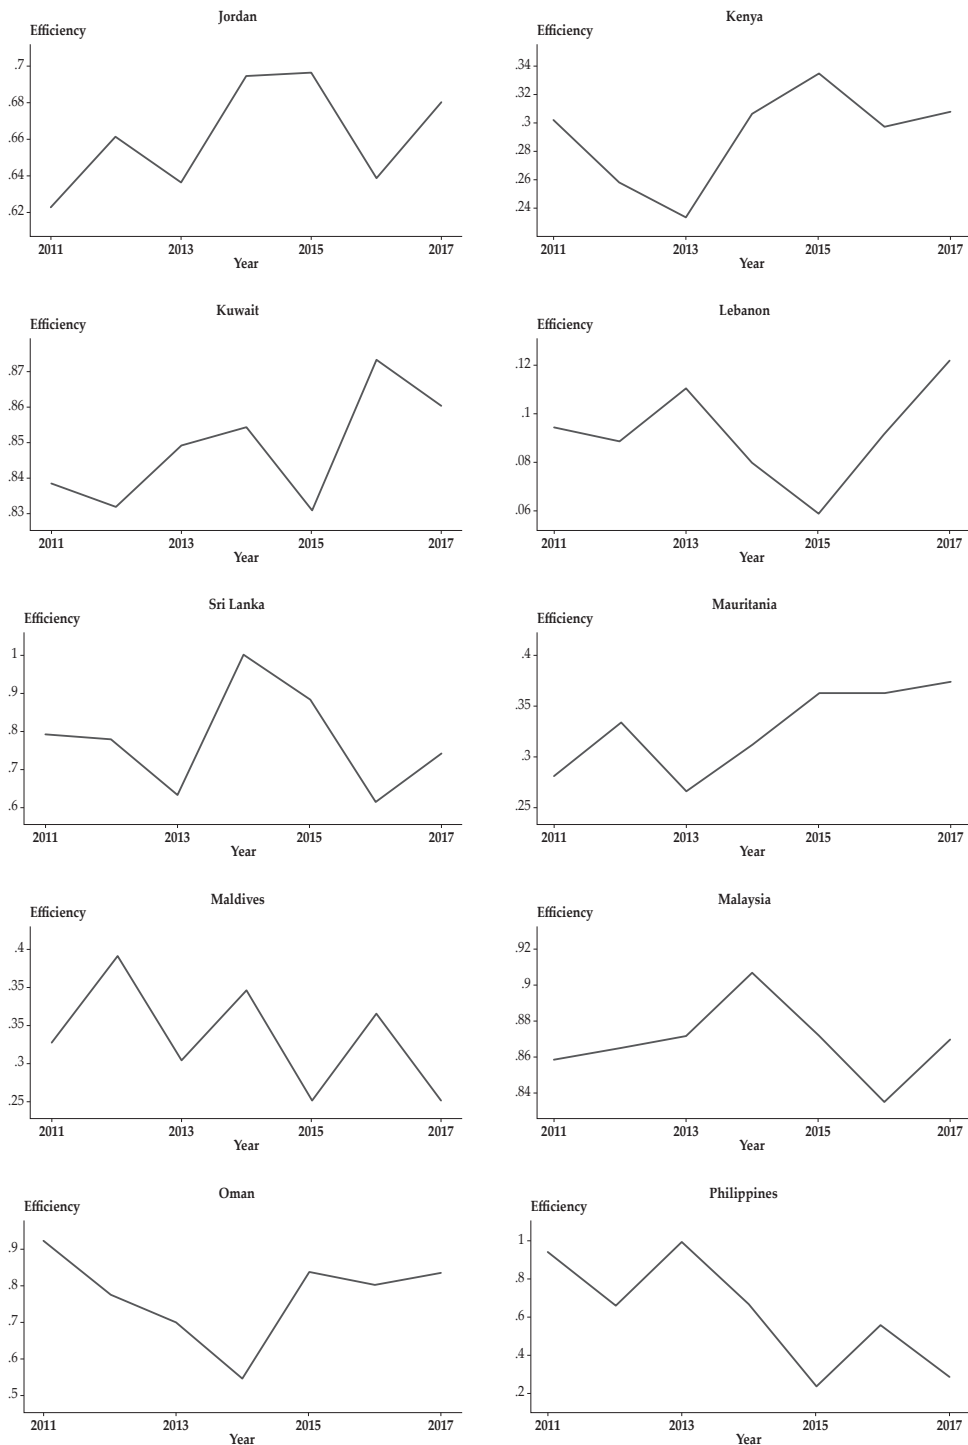 Jordan
Efficiency
.7
.68
.66
.64
.62
2011 2013 2015 2017
Year
Kenya
Efficiency
.34
.32
.3
.28
.26
.24
2011 2013 2015 2017
Year
Kuwait
Efficiency
.87
.86
.85
.84
.83
2011 2013 2015 2017
Year
Lebanon
Efficiency
.12
.1
.08
.06
2011 2013 2015 2017
Year
Sri Lanka
Efficiency
1
.9
.8
.7
.6
2011 2013 2015 2017
Year
Mauritania
Efficiency
.4
.35
.3
.25
2011 2013 2015 2017
Year
Maldives
Efficiency
.4
.35
.35
.3
.25
2011 2013 2015 2017
Year
Malaysia
Efficiency
.92
.9
.88
.86
.84
2011 2013 2015 2017
Year
Oman
Efficiency
.9
.8
.7
.6
.5
2011 2013 2015 2017
Year
Philippines
Efficiency
1
.8
.6
.4
.2
2011 2013 2015 2017
Year